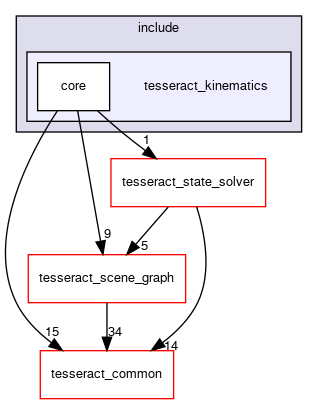 include
core
tesseract_kinematics
1
tesseract_state_solver
9
5
tesseract_scene_graph
15
34
14
tesseract_common